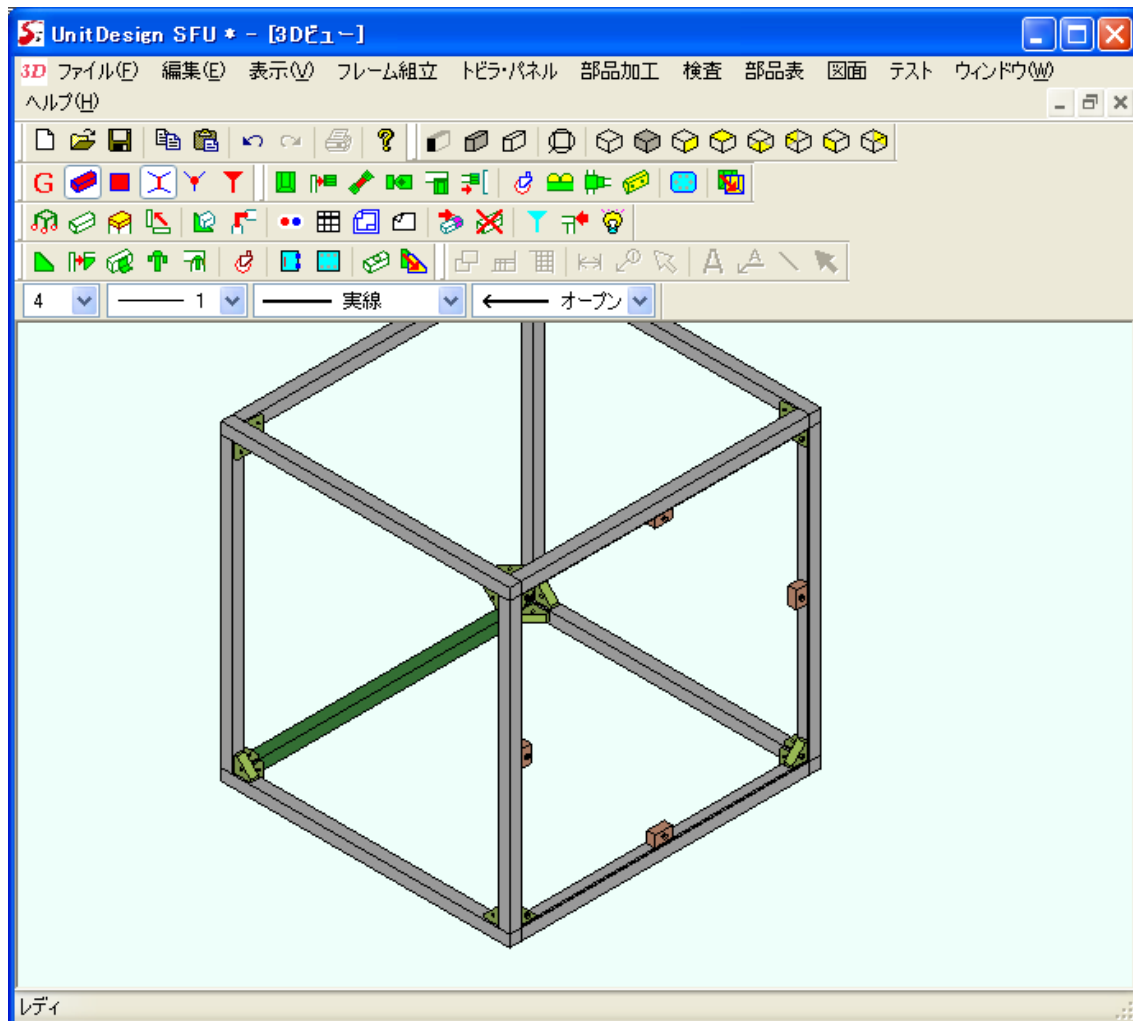 UnitDesign SFU * - [3Dビュー]
3D ファイル(F) 編集(E) 表示(V) フレーム組立 トビラ・パネル 部品加工 検査 部品表 図面 テスト ウィンドウ(W)
ヘルプ(H)
G
A A
4 1 実線 オープン
レディ